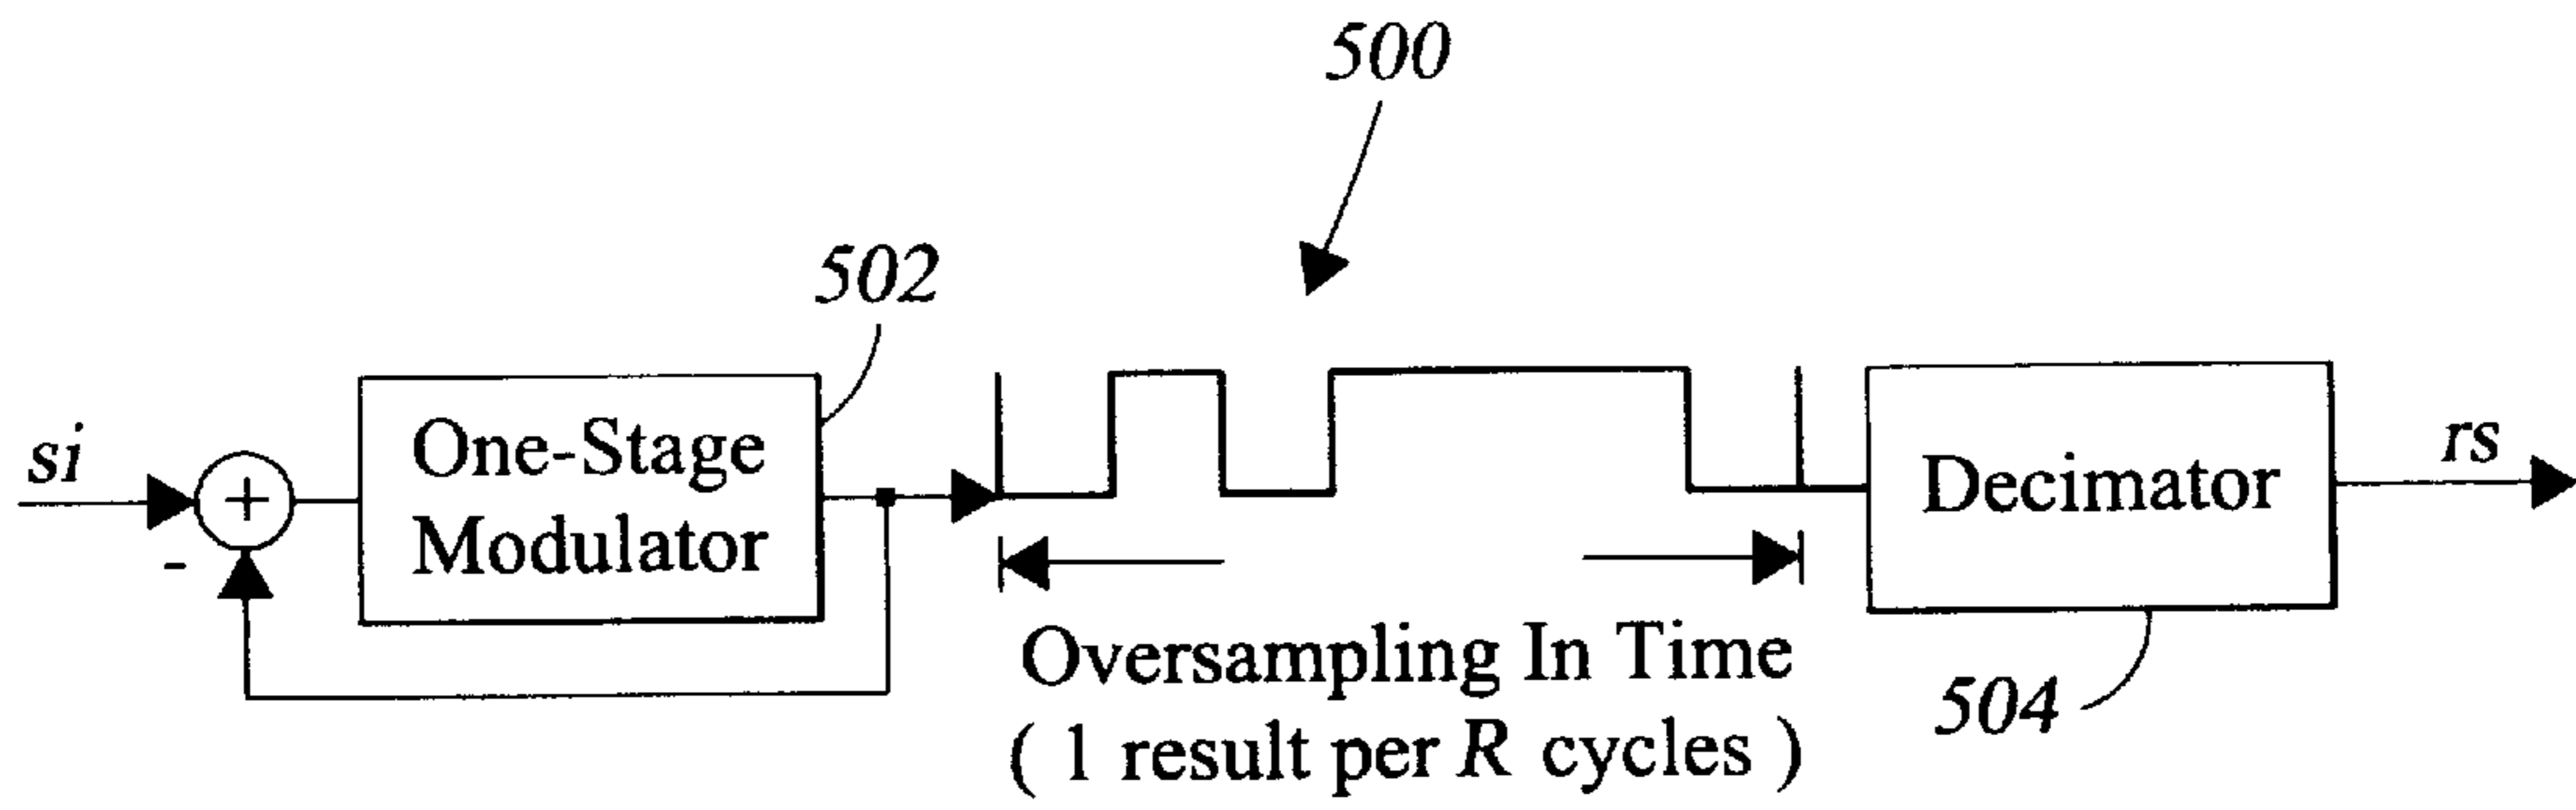 500
502
si
+
-
One-Stage
Modulator
Decimator
rs
504
Oversampling In Time
( 1 result per R cycles )